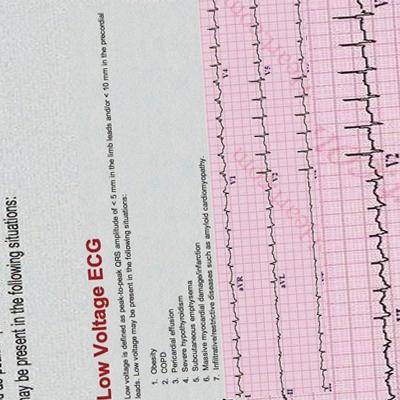 may be present in the following situations:
Low Voltage ECG
Low voltage is defined as peak-to-peak QRS amplitude of < 5 mm in the limb leads and/or < 10 mm in the precordial
leads. Low voltage may be present in the following situations:
1. Obesity
2. COPD
3. Pericardial effusion
4. Severe hypothyroidism
5. Subcutaneous emphysema
6. Massive myocardial damage/infarction
7. Infiltrative/restrictive diseases such as amyloid cardiomyopathy.
aVR V1 V4
aVL V2 V5
V2